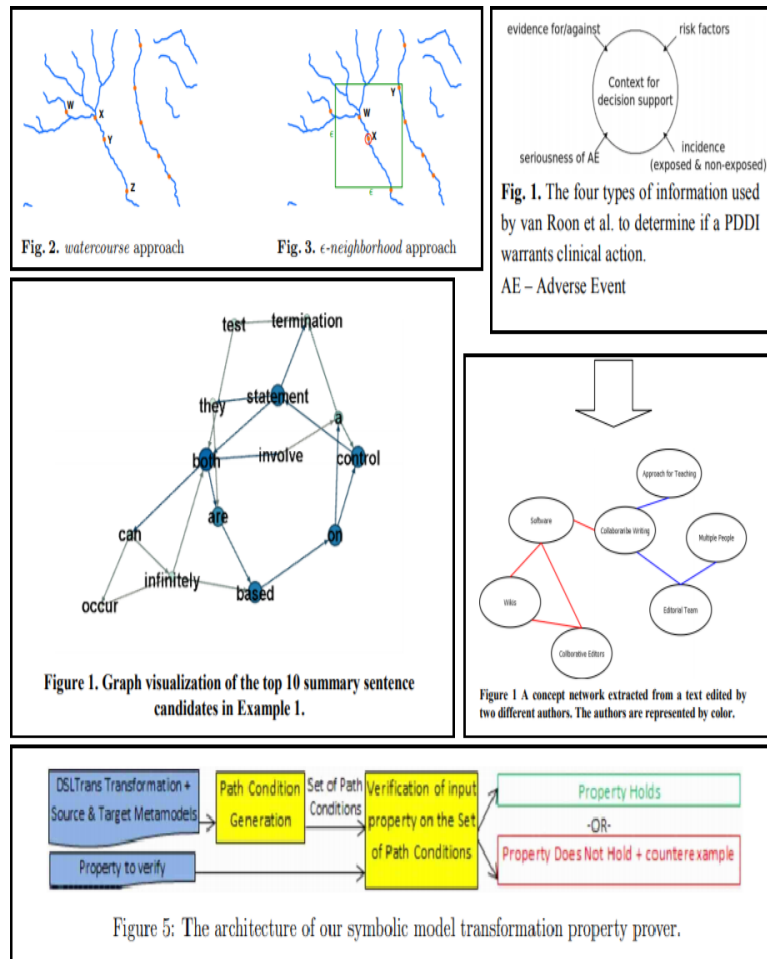 W
X
Y
Z
Fig. 2. watercourse approach
Y
W
X
ϵ
ϵ
Fig. 3. ϵ-neighborhood approach
evidence for/against
risk factors
Context for
decision support
seriousness of AE
incidence
(exposed & non-exposed)
Fig. 1. The four types of information used
by van Roon et al. to determine if a PDDI
warrants clinical action.
AE – Adverse Event
test
termination
they
statement
a
both
involve
control
are
can
on
infinitely
based
occur
Figure 1. Graph visualization of the top 10 summary sentence
candidates in Example 1.
Approach for Teaching
Software
Collaborative Writing
Multiple People
Wikis
Editorial Team
Collborative Editors
Figure 1 A concept network extracted from a text edited by
two different authors. The authors are represented by color.
DSLTrans Transformation +
Source & Target Metamodels
Property to verify
Path Condition
Generation
Set of Path
Conditions
Verification of input
property on the Set
of Path Conditions
Property Holds
-OR-
Property Does Not Hold + counterexample
Figure 5: The architecture of our symbolic model transformation property prover.